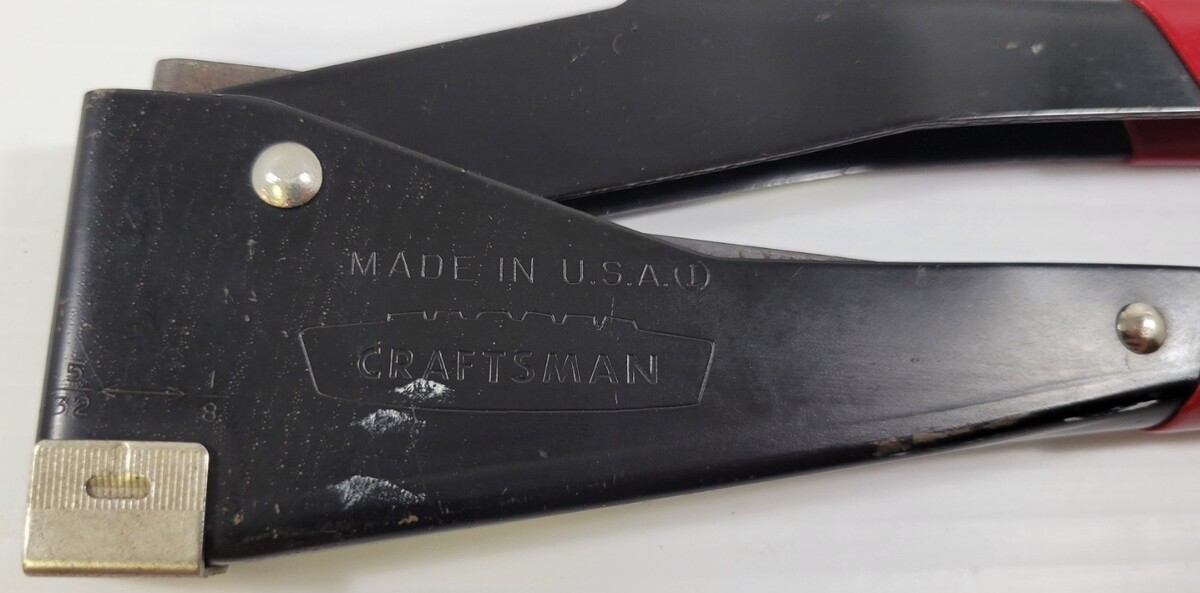 MADE IN U.S.A. (J)
CRAFTSMAN
5/32 ↔ 1/8